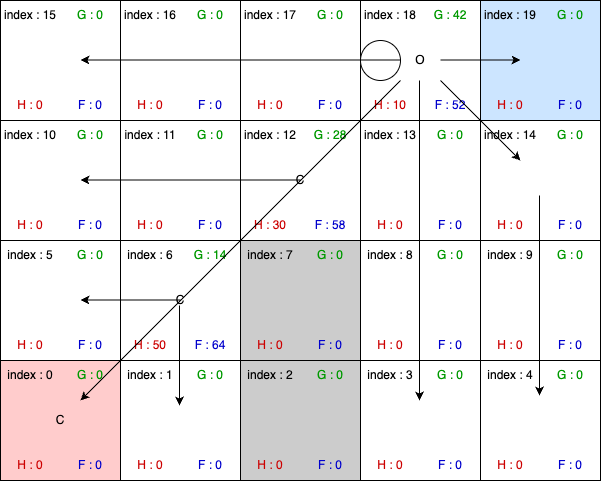 index : 15 G : 0 index : 16 G : 0 index : 17 G : 0 index : 18 G : 42 index : 19 G : 0
O
H : 0 F : 0 H : 0 F : 0 H : 0 F : 0 H : 10 F : 52 H : 0 F : 0
index : 10 G : 0 index : 11 G : 0 index : 12 G : 28 index : 13 G : 0 index : 14 G : 0
C
H : 0 F : 0 H : 0 F : 0 H : 30 F : 58 H : 0 F : 0 H : 0 F : 0
index : 5 G : 0 index : 6 G : 14 index : 7 G : 0 index : 8 G : 0 index : 9 G : 0
C
H : 0 F : 0 H : 50 F : 64 H : 0 F : 0 H : 0 F : 0 H : 0 F : 0
index : 0 G : 0 index : 1 G : 0 index : 2 G : 0 index : 3 G : 0 index : 4 G : 0
C
H : 0 F : 0 H : 0 F : 0 H : 0 F : 0 H : 0 F : 0 H : 0 F : 0